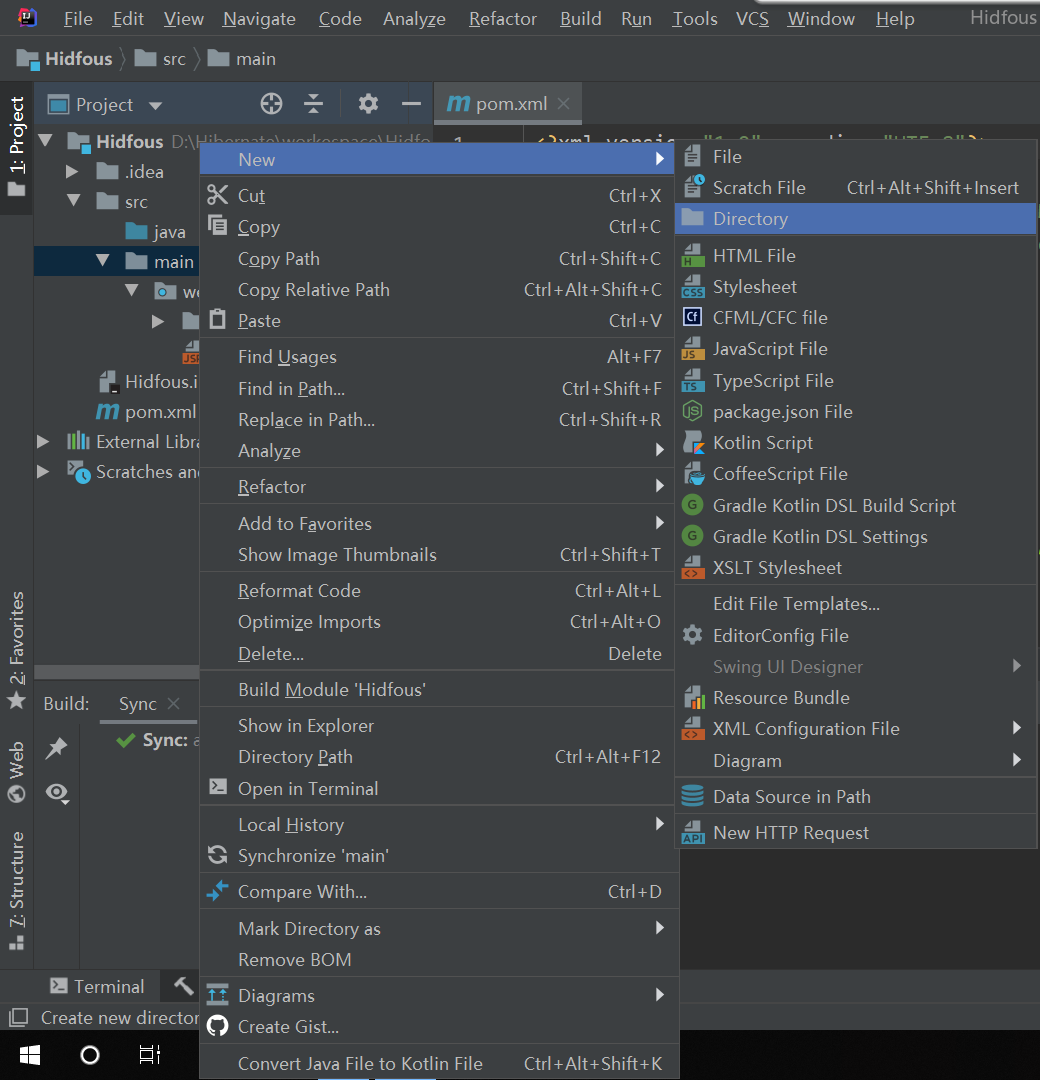 File Edit View Navigate Code Analyze Refactor Build Run Tools VCS Window Help Hidfous
Hidfous src main
1: Project
Project
pom.xml
Hidfous D:\Hibernate\workespace\Hidfo
.idea
src
java
main
we
JSP
Hidfous.i
pom.xml
External Libra
Scratches and
1
New
Cut Ctrl+X
Copy Ctrl+C
Copy Path Ctrl+Shift+C
Copy Relative Path Ctrl+Alt+Shift+C
Paste Ctrl+V
Find Usages Alt+F7
Find in Path... Ctrl+Shift+F
Replace in Path... Ctrl+Shift+R
Analyze
Refactor
Add to Favorites
Show Image Thumbnails Ctrl+Shift+T
Reformat Code Ctrl+Alt+L
Optimize Imports Ctrl+Alt+O
Delete... Delete
Build Module 'Hidfous'
Show in Explorer
Directory Path Ctrl+Alt+F12
Open in Terminal
Local History
Synchronize 'main'
Compare With... Ctrl+D
Mark Directory as
Remove BOM
Diagrams
Create Gist...
Convert Java File to Kotlin File Ctrl+Alt+Shift+K
File
Scratch File Ctrl+Alt+Shift+Insert
Directory
HTML File
Stylesheet
CFML/CFC file
JavaScript File
TypeScript File
package.json File
Kotlin Script
CoffeeScript File
Gradle Kotlin DSL Build Script
Gradle Kotlin DSL Settings
XSLT Stylesheet
Edit File Templates...
EditorConfig File
Swing UI Designer
Resource Bundle
XML Configuration File
Diagram
Data Source in Path
New HTTP Request
2: Favorites
Web
7: Structure
Build: Sync
Sync: a
Terminal
Create new director